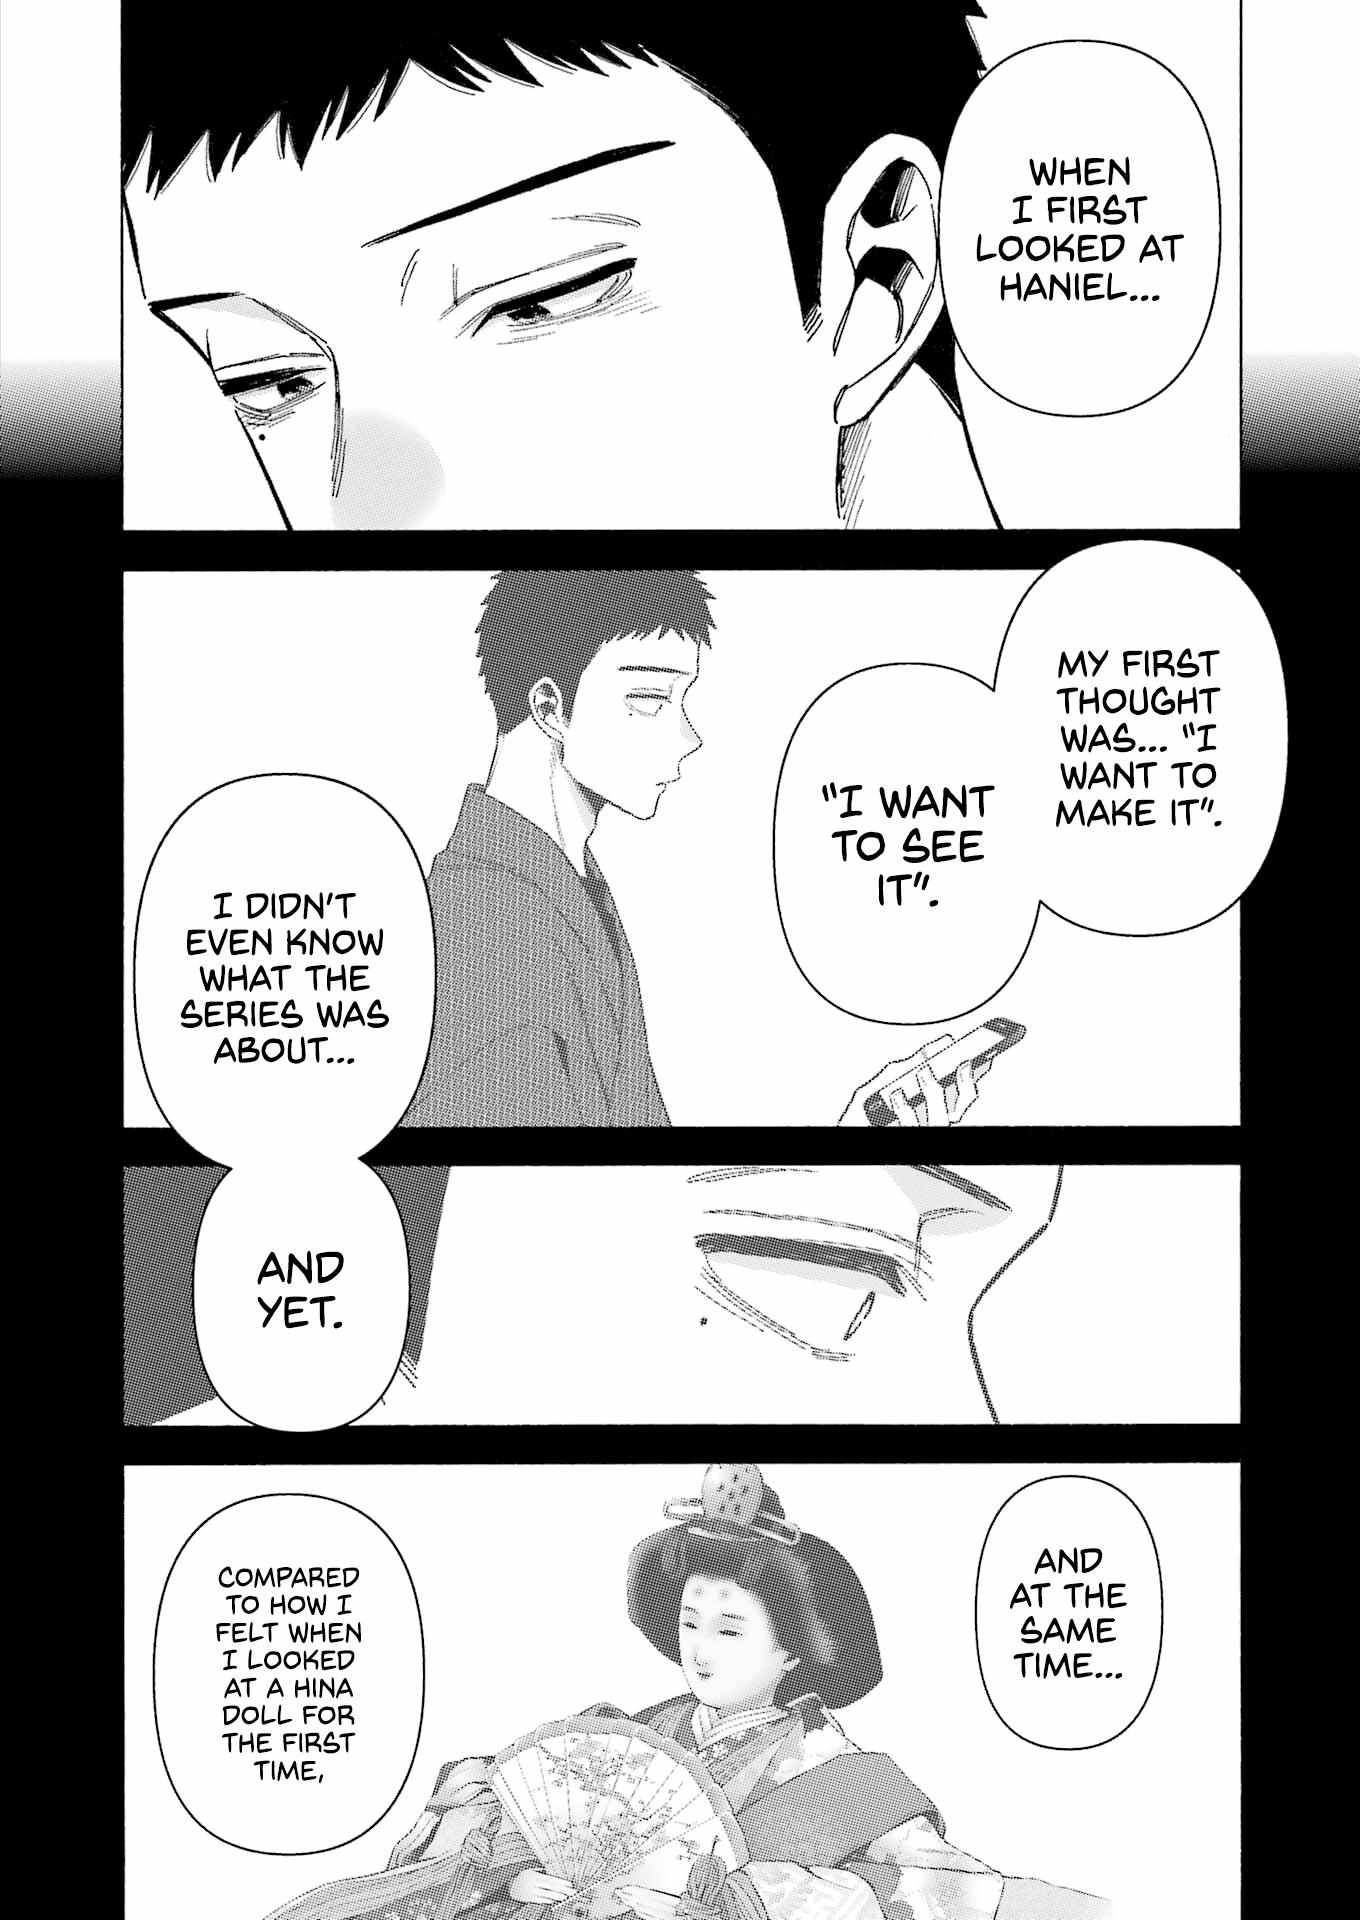 WHEN
I FIRST
LOOKED AT
HANIEL...
MY FIRST
THOUGHT
WAS... "I
WANT TO
MAKE IT".
"I WANT
TO SEE
IT".
I DIDN'T
EVEN KNOW
WHAT THE
SERIES WAS
ABOUT...
AND
YET.
AND
AT THE
SAME
TIME...
COMPARED
TO HOW I
FELT WHEN
I LOOKED
AT A HINA
DOLL FOR
THE FIRST
TIME,